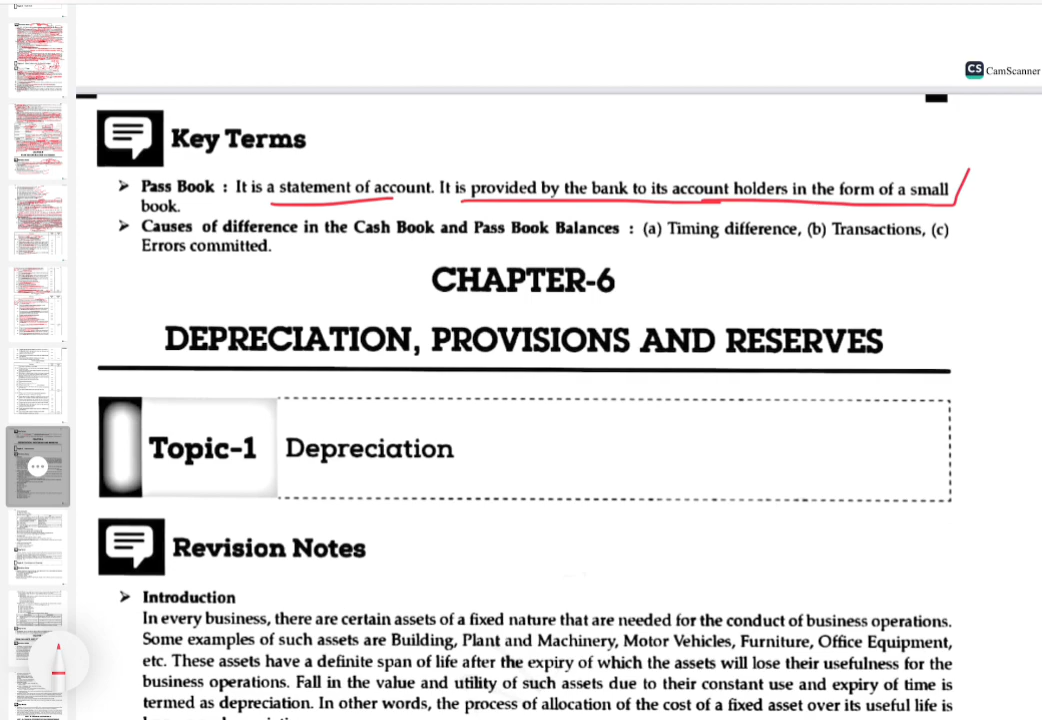 CS CamScanner
Key Terms
➢ Pass Book : It is a statement of account. It is provided by the bank to its account holders in the form of a small
book.
➢ Causes of difference in the Cash Book and Pass Book Balances : (a) Timing difference, (b) Transactions, (c)
Errors committed.
CHAPTER-6
DEPRECIATION, PROVISIONS AND RESERVES
Topic-1 Depreciation
Revision Notes
➢ Introduction
In every business, there are certain assets of a fixed nature that are needed for the conduct of business operations.
Some examples of such assets are Building, Plant and Machinery, Motor Vehicles, Furniture, Office Equipment,
etc. These assets have a definite span of life after the expiry of which the assets will lose their usefulness for the
business operations. Fall in the value and utility of such assets due to their constant use and expiry of time is
termed as depreciation. In other words, the process of allocation of the cost of a fixed asset over its useful life is